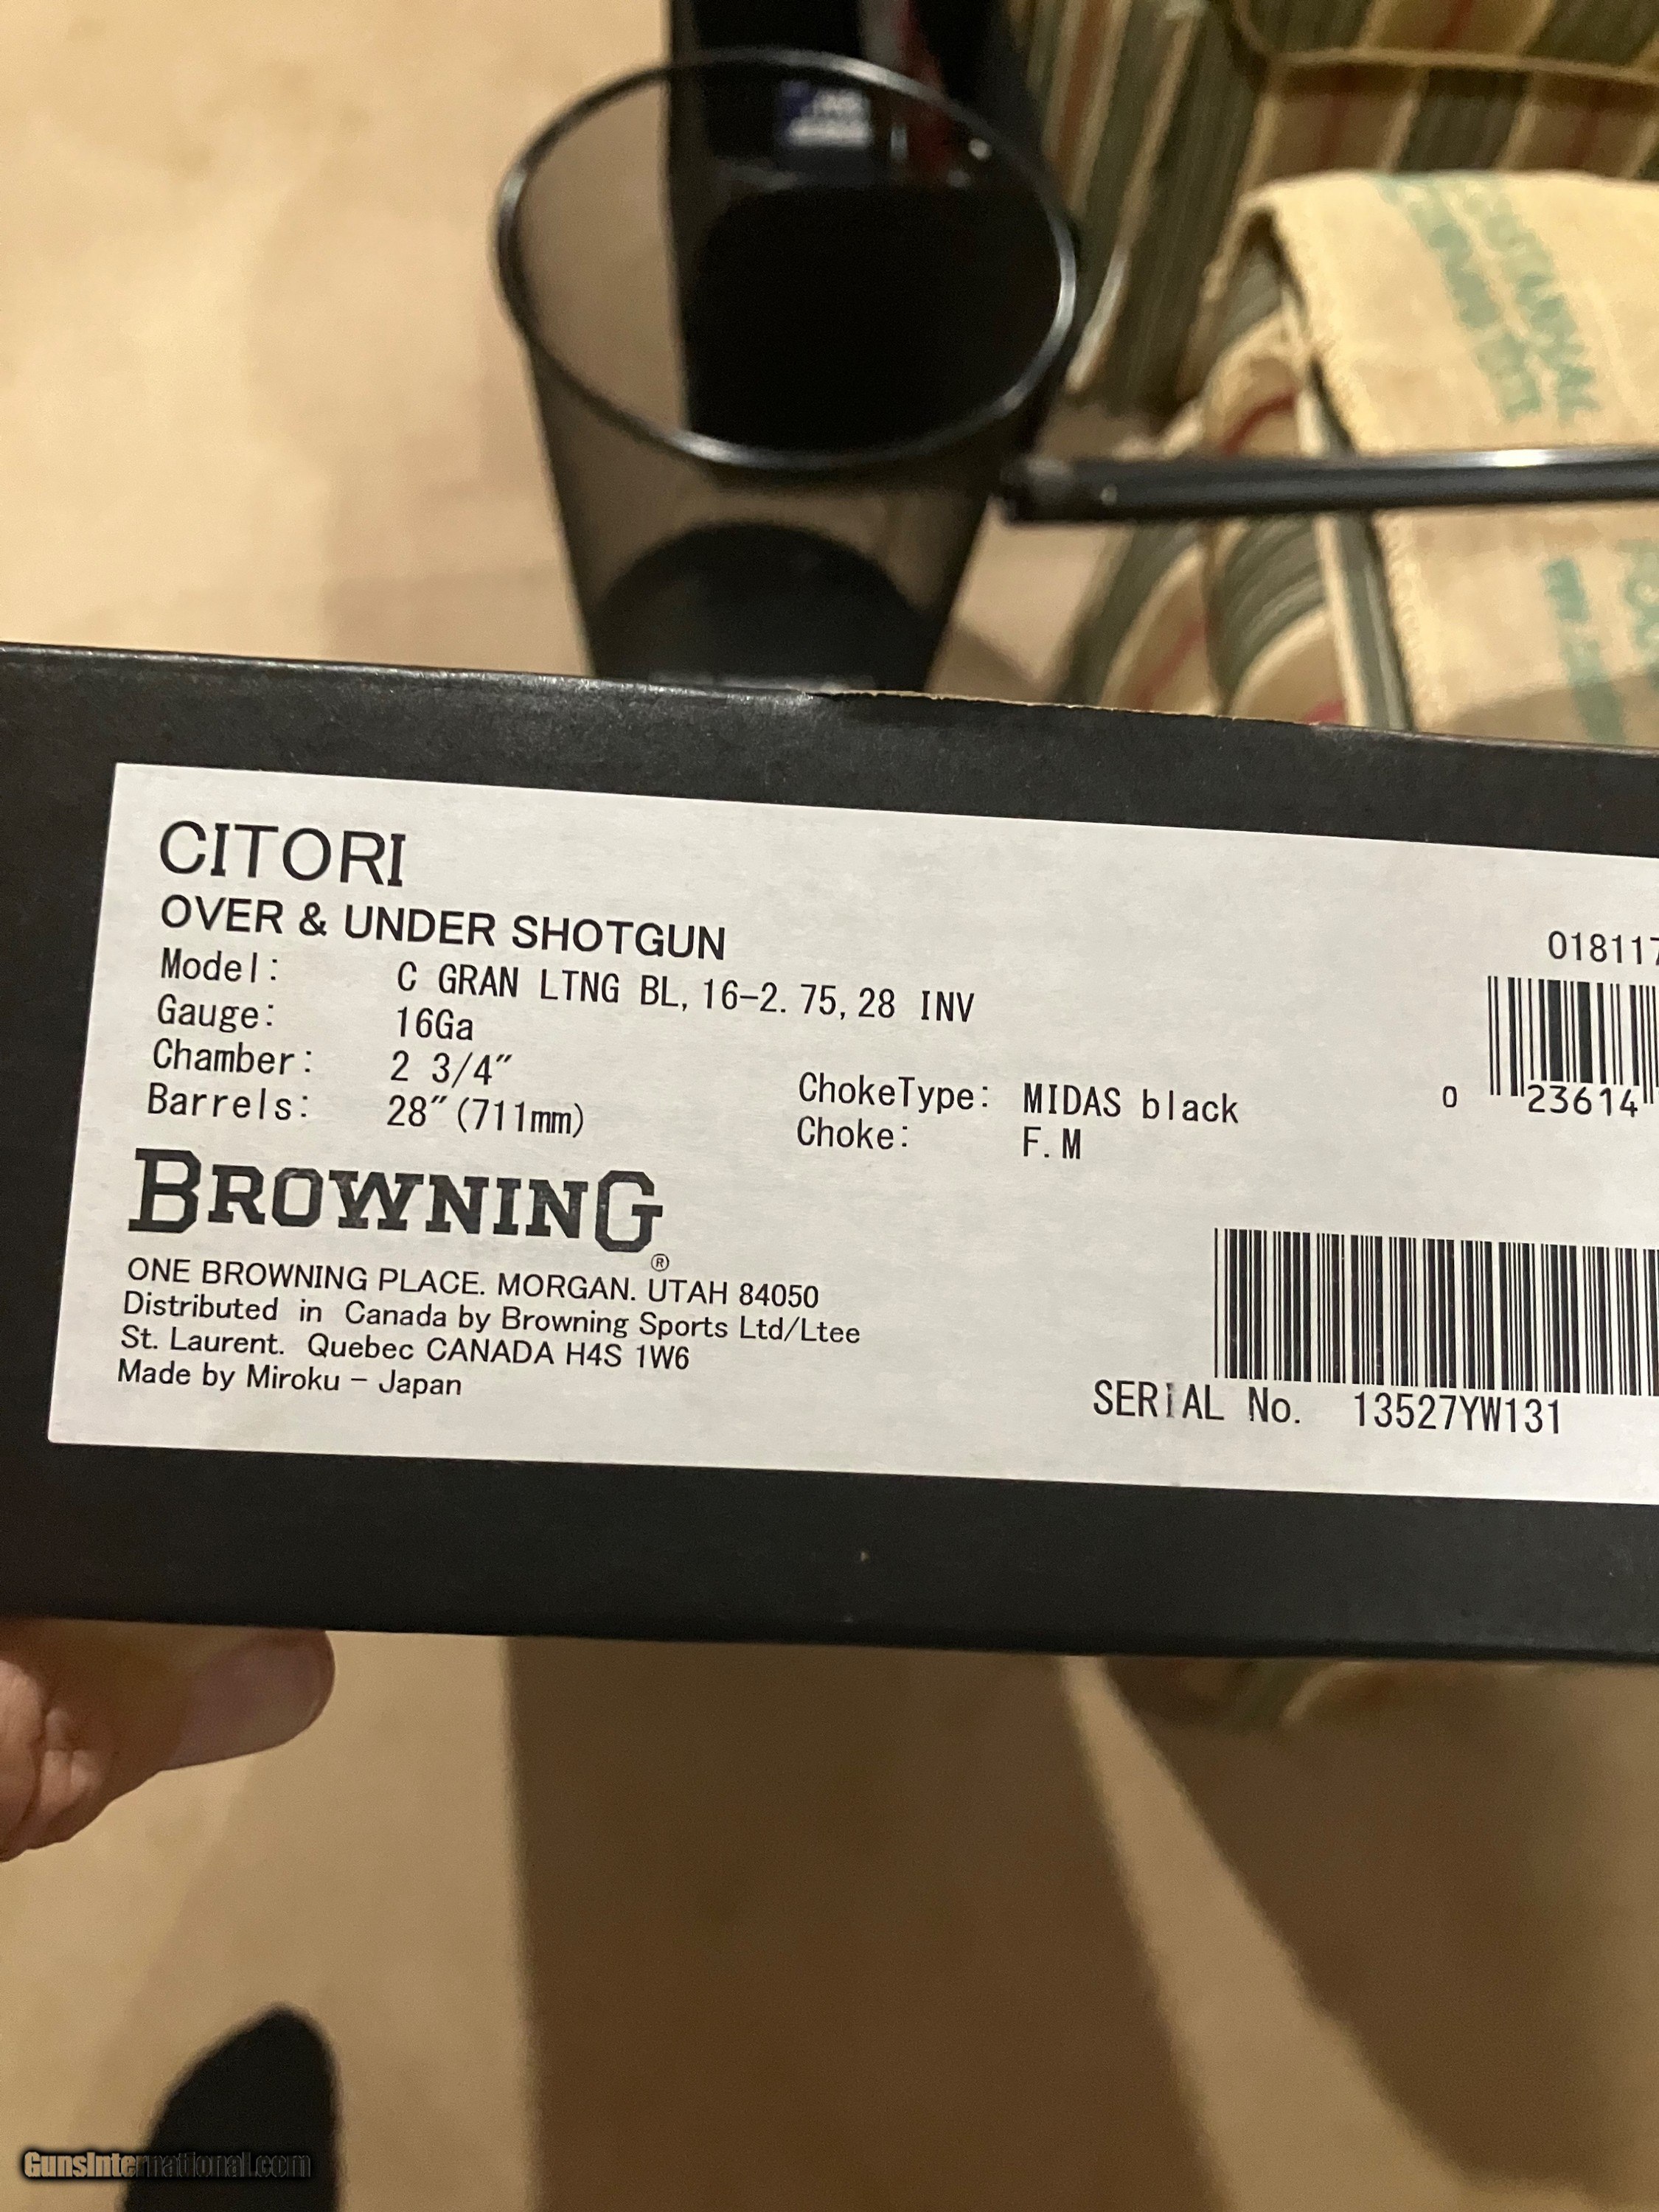 CITORI
OVER & UNDER SHOTGUN
Model: C GRAN LTNG BL, 16-2.75, 28 INV
Gauge: 16Ga
Chamber: 2 3/4"
Barrels: 28"(711mm)
ChokeType: MIDAS black
Choke: F.M
018117
0 23614
BROWNING®
ONE BROWNING PLACE. MORGAN. UTAH 84050
Distributed in Canada by Browning Sports Ltd/Ltee
St. Laurent. Quebec CANADA H4S 1W6
Made by Miroku - Japan
SERIAL No. 13527YW131
GunsInternational.com